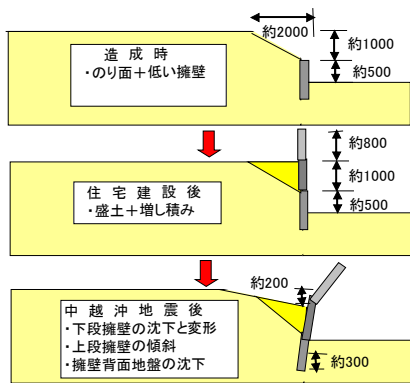 約2000
約1000
約500
造成時
・のり面＋低い擁壁
約800
約1000
約500
住宅建設後
・盛土＋増し積み
約200
中越沖地震後
・下段擁壁の沈下と変形
・上段擁壁の傾斜
・擁壁背面地盤の沈下
約300